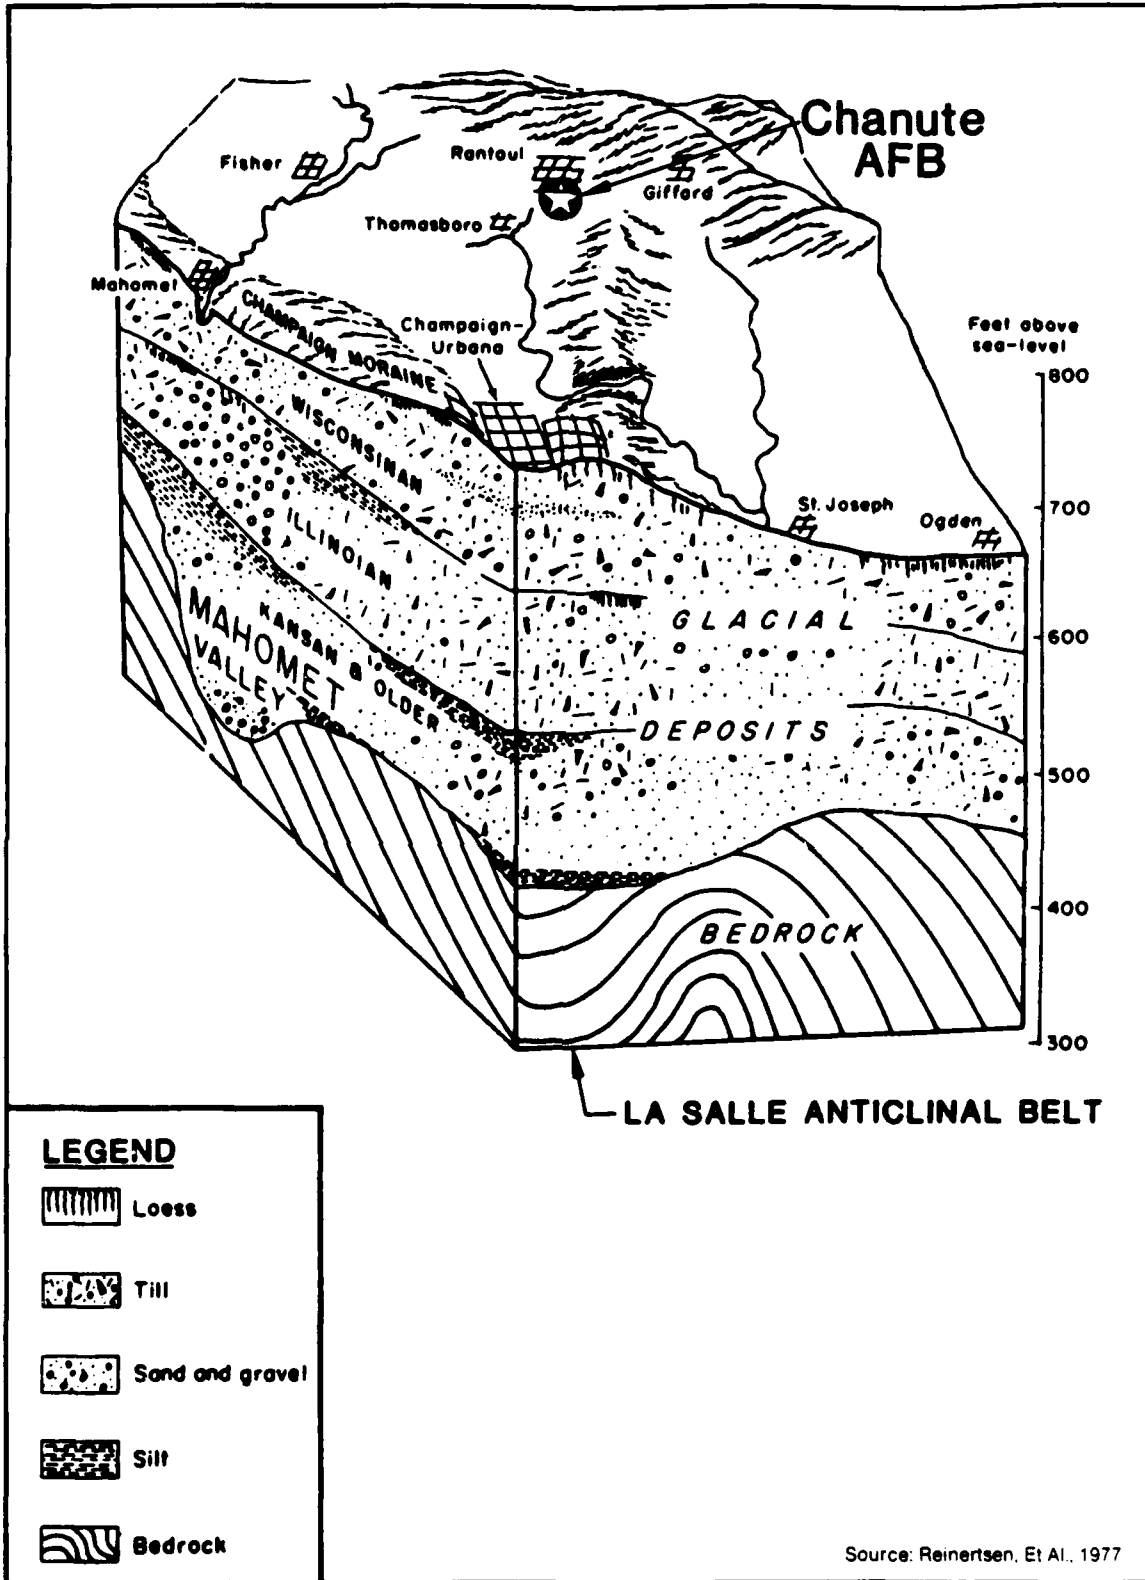 Chanute
AFB
Fisher
Rantoul
Giffard
Thomasboro
Mahomet
CHAMPAIGN MORAINE
Champaign-
Urbana
Feet above
sea-level
800
WISCONSINAN
700
St. Joseph
Ogden
ILLINOIAN
GLACIAL
600
KANSAN & OLDER
MAHOMET
VALLEY
DEPOSITS
500
400
BEDROCK
300
LA SALLE ANTICLINAL BELT
LEGEND
Loess
Till
Sand and gravel
Silt
Bedrock
Source: Reinertsen, Et Al., 1977